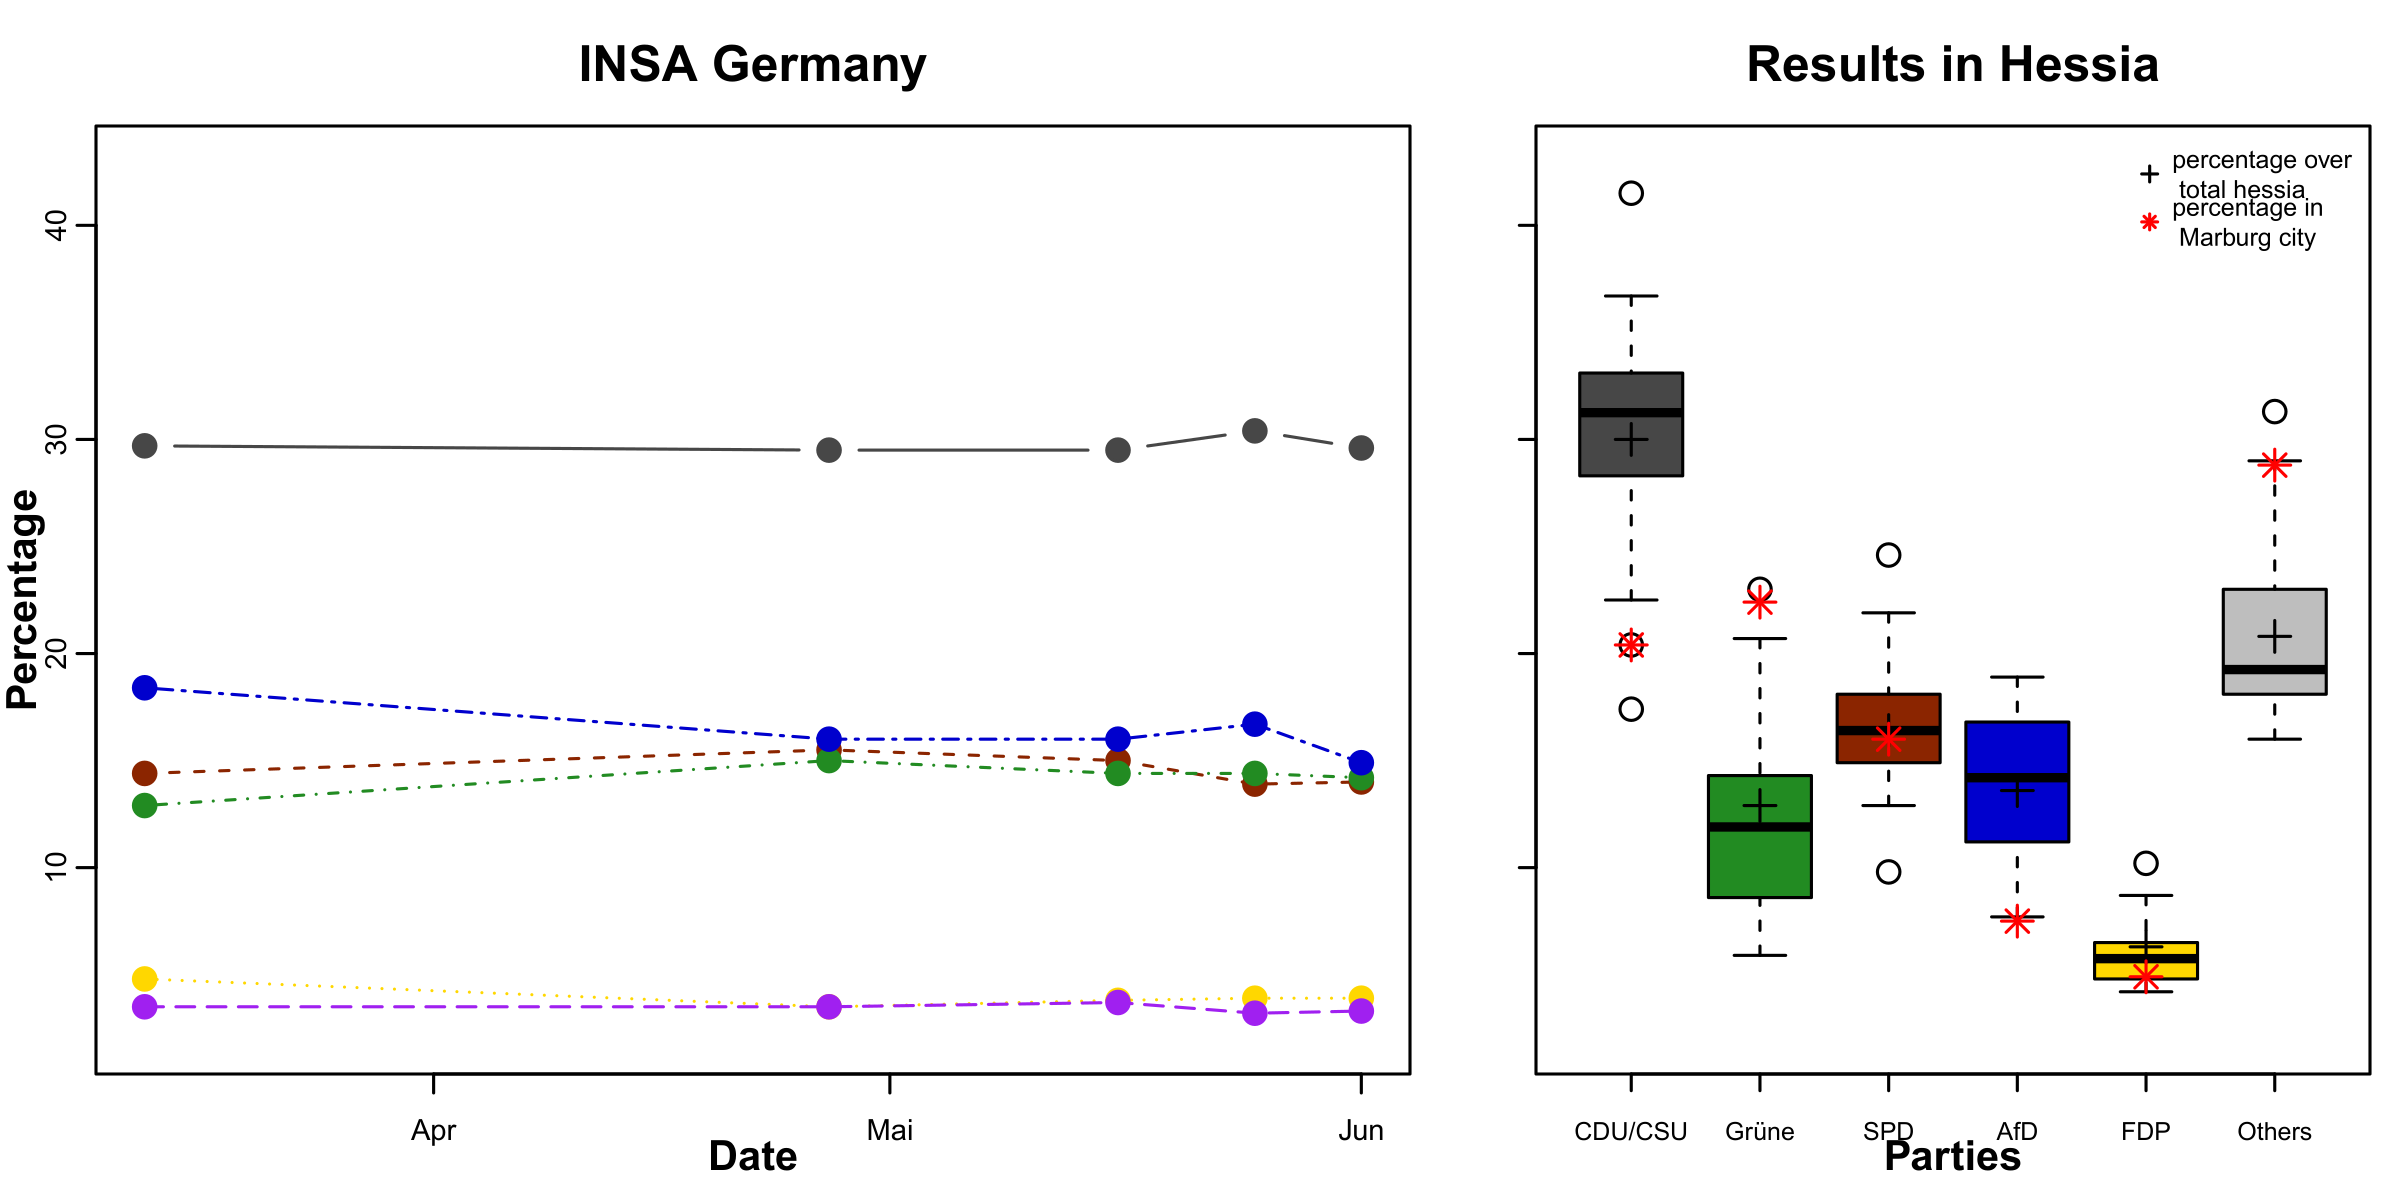 INSA Germany
Percentage
40
30
20
10
Apr
Mai
Jun
Date
Results in Hessia
percentage over
total hessia
percentage in
Marburg city
CDU/CSU
Grüne
SPD
AfD
FDP
Others
Parties